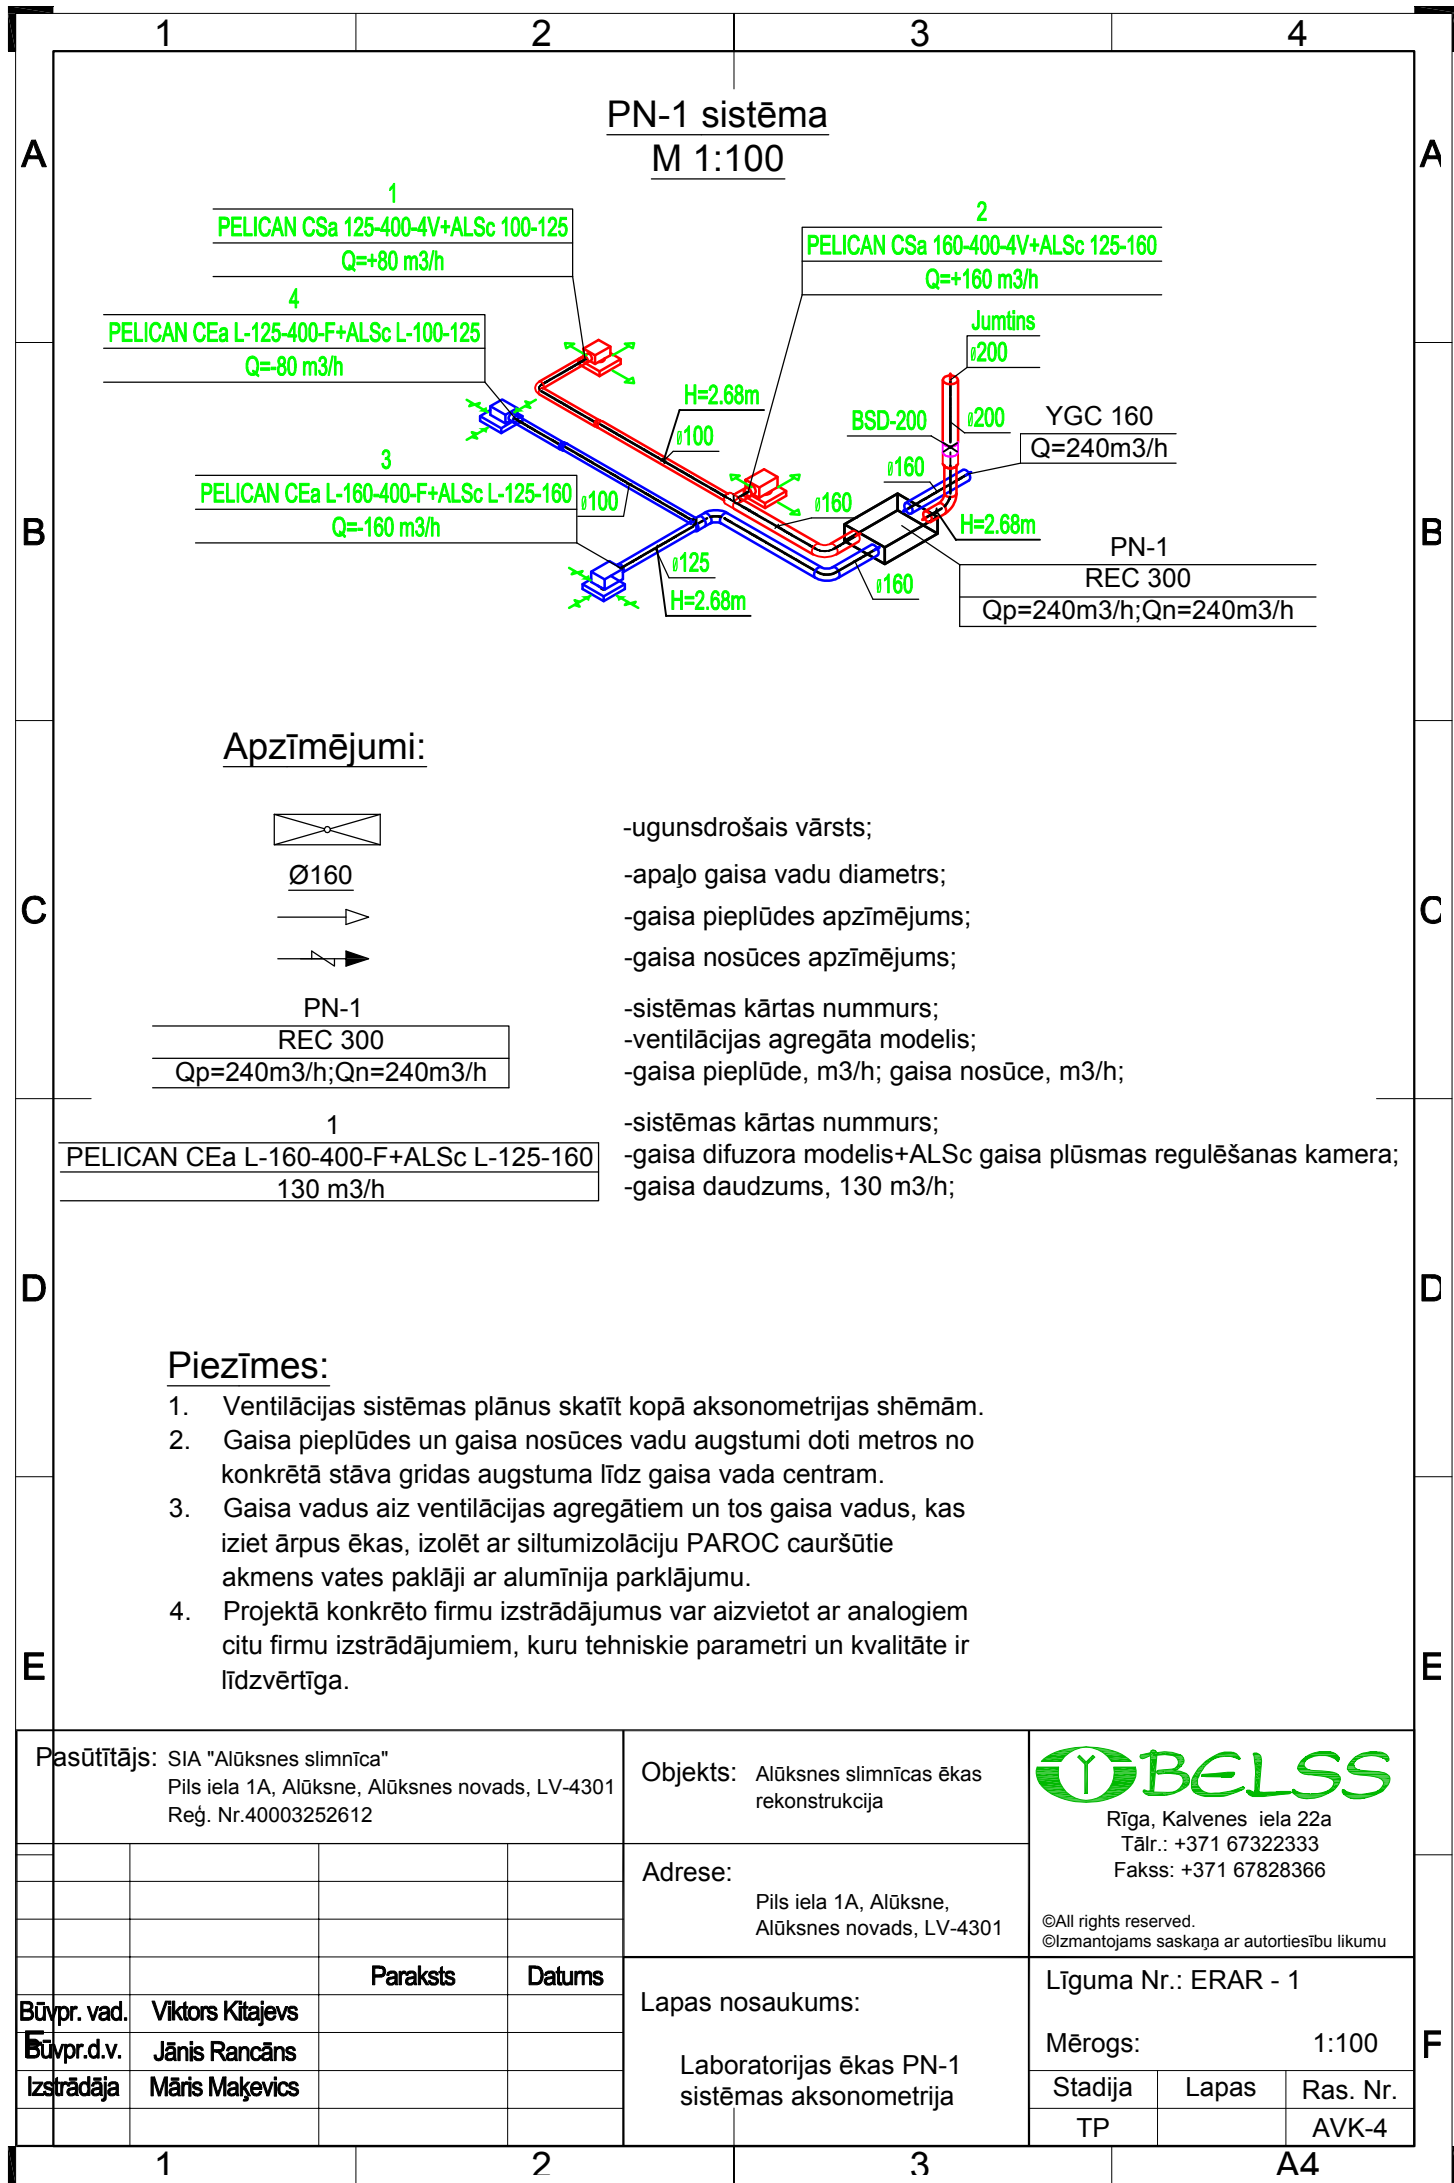 1 2 3 4
A A
B B
C C
D D
E E
F F
PN-1 sistēma
M 1:100
1
PELICAN CSa 125-400-4V+ALSc 100-125
Q=+80 m3/h
2
PELICAN CSa 160-400-4V+ALSc 125-160
Q=+160 m3/h
4
PELICAN CEa L-125-400-F+ALSc L-100-125
Q=-80 m3/h
Jumtins
ø200
H=2.68m
ø100
BSD-200
ø200
YGC 160
Q=240m3/h
3
PELICAN CEa L-160-400-F+ALSc L-125-160
Q=-160 m3/h
ø100
ø160
ø160
H=2.68m
ø125
H=2.68m
ø160
PN-1
REC 300
Qp=240m3/h;Qn=240m3/h
Apzīmējumi:
-ugunsdrošais vārsts;
Ø160 -apaļo gaisa vadu diametrs;
-gaisa pieplūdes apzīmējums;
-gaisa nosūces apzīmējums;
PN-1 -sistēmas kārtas nummurs;
REC 300 -ventilācijas agregāta modelis;
Qp=240m3/h;Qn=240m3/h -gaisa pieplūde, m3/h; gaisa nosūce, m3/h;
1 -sistēmas kārtas nummurs;
PELICAN CEa L-160-400-F+ALSc L-125-160 -gaisa difuzora modelis+ALSc gaisa plūsmas regulēšanas kamera;
130 m3/h -gaisa daudzums, 130 m3/h;
Piezīmes:
1. Ventilācijas sistēmas plānus skatīt kopā aksonometrijas shēmām.
2. Gaisa pieplūdes un gaisa nosūces vadu augstumi doti metros no
konkrētā stāva gridas augstuma līdz gaisa vada centram.
3. Gaisa vadus aiz ventilācijas agregātiem un tos gaisa vadus, kas
iziet ārpus ēkas, izolēt ar siltumizolāciju PAROC cauršūtie
akmens vates paklāji ar alumīnija parklājumu.
4. Projektā konkrēto firmu izstrādājumus var aizvietot ar analogiem
citu firmu izstrādājumiem, kuru tehniskie parametri un kvalitāte ir
līdzvērtīga.
Pasūtītājs: SIA "Alūksnes slimnīca"
Pils iela 1A, Alūksne, Alūksnes novads, LV-4301
Reģ. Nr.40003252612
Objekts: Alūksnes slimnīcas ēkas
rekonstrukcija
BELSS
Rīga, Kalvenes iela 22a
Tālr.: +371 67322333
Fakss: +371 67828366
©All rights reserved.
©Izmantojams saskaņa ar autortiesību likumu
Adrese:
Pils iela 1A, Alūksne,
Alūksnes novads, LV-4301
Paraksts Datums
Būvpr. vad. Viktors Kitajevs
Būvpr.d.v. Jānis Rancāns
Izstrādāja Māris Maķevics
Lapas nosaukums:
Laboratorijas ēkas PN-1
sistēmas aksonometrija
Līguma Nr.: ERAR - 1
Mērogs: 1:100
Stadija Lapas Ras. Nr.
TP AVK-4
1 2 3 A4